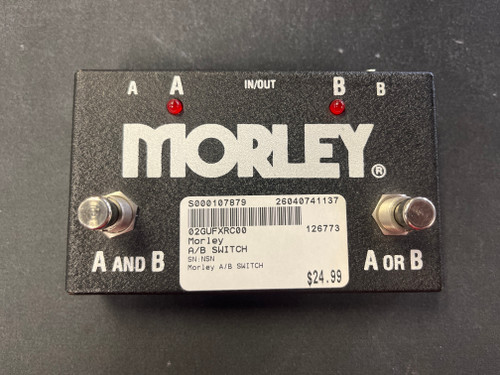 A A IN/OUT B B
MORLEY®
S000107879 26040741137
02GUFXRC00 126773
Morley
A/B SWITCH
SN:NSN
Morley A/B SWITCH
$24.99
A AND B A OR B